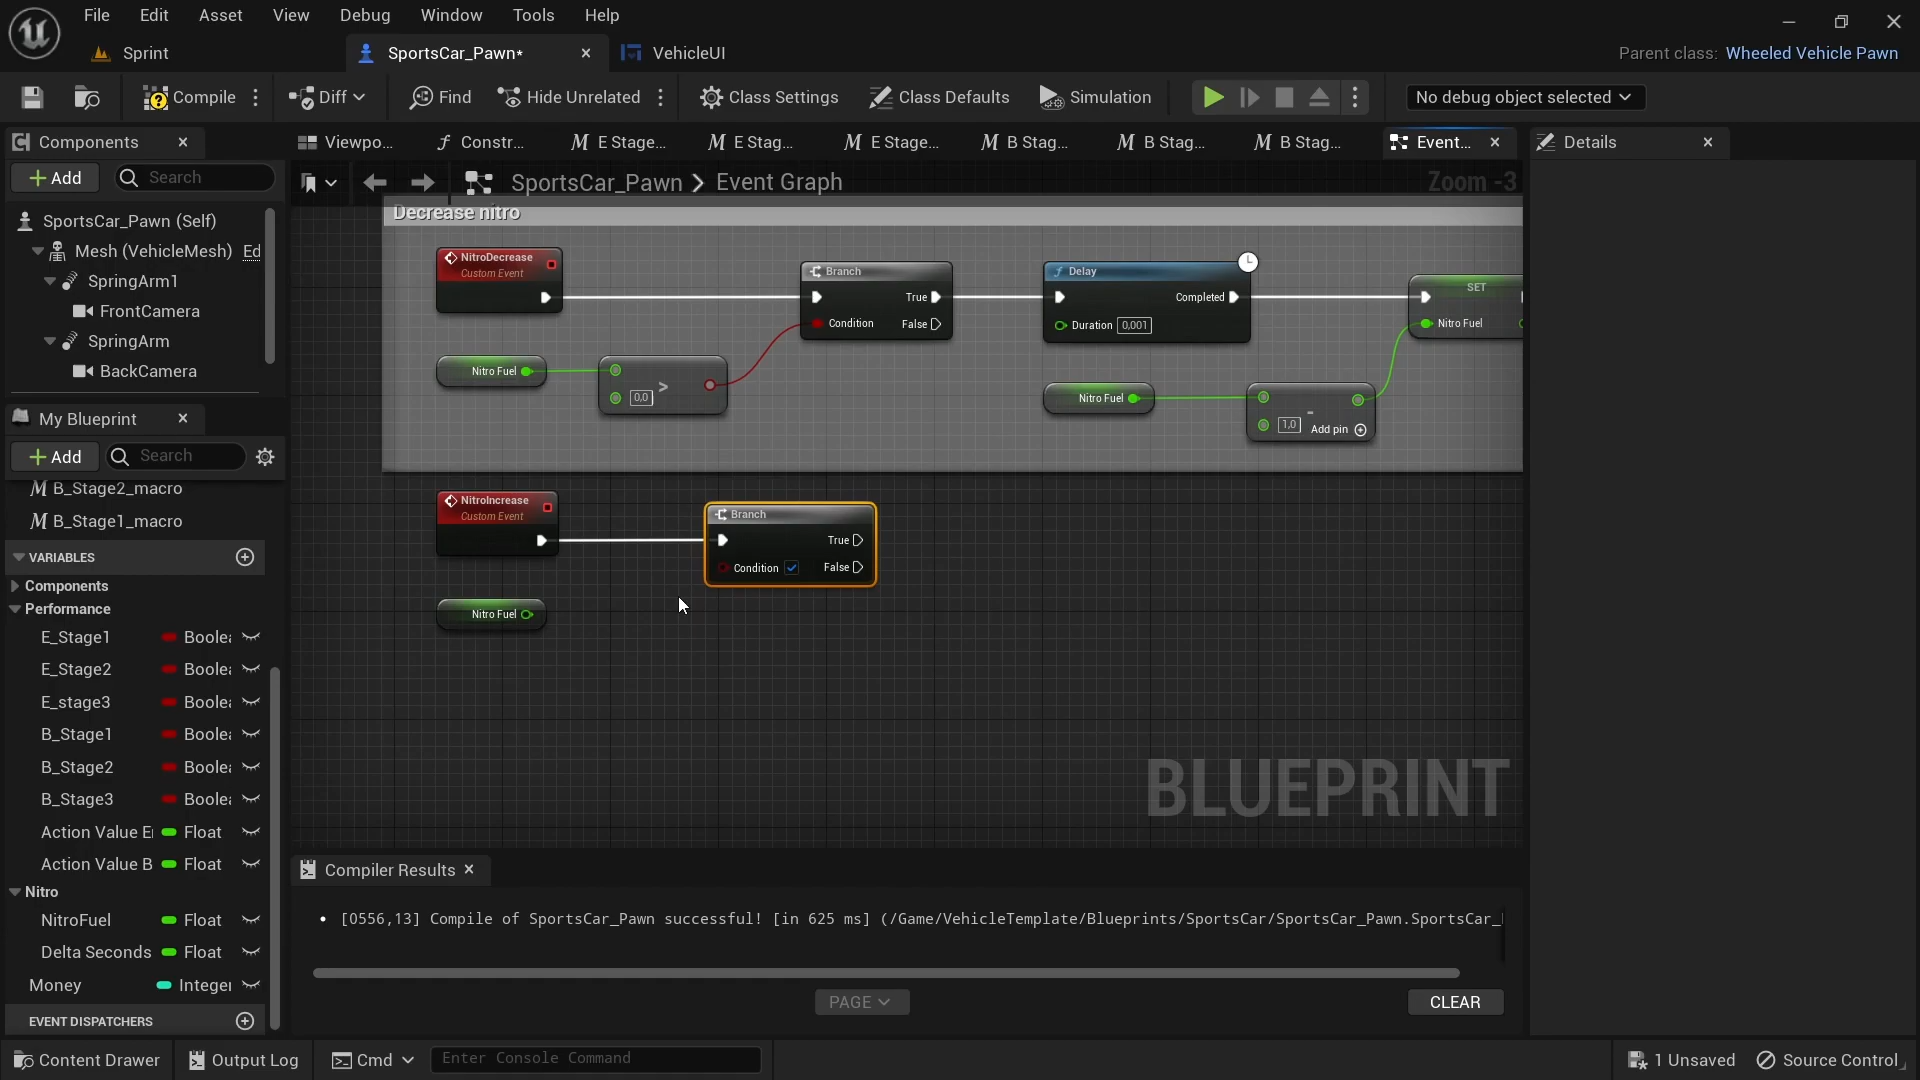 File Edit Asset View Debug Window Tools Help
Sprint SportsCar_Pawn* VehicleUI Parent class: Wheeled Vehicle Pawn
Compile Diff Find Hide Unrelated Class Settings Class Defaults Simulation No debug object selected
Components Viewpo... Constr... E Stage... E Stag... E Stage... B Stag... B Stag... B Stag... Event... Details
Add Search SportsCar_Pawn Event Graph Zoom -3
SportsCar_Pawn (Self)
Mesh (VehicleMesh) Ed
SpringArm1
FrontCamera
SpringArm
BackCamera
My Blueprint
Add Search
B_Stage2_macro
B_Stage1_macro
VARIABLES
Components
Performance
E_Stage1 Boolea
E_Stage2 Boolea
E_stage3 Boolea
B_Stage1 Boolea
B_Stage2 Boolea
B_Stage3 Boolea
Action Value E Float
Action Value B Float
Nitro
NitroFuel Float
Delta Seconds Float
Money Integer
EVENT DISPATCHERS
Decrease nitro
NitroDecrease
Custom Event
Branch
True
Condition False
Delay
Completed
Duration 0,001
SET
Nitro Fuel
Nitro Fuel
>
0,0
Nitro Fuel
-
1,0 Add pin
NitroIncrease
Custom Event
Branch
True
Condition False
Nitro Fuel
BLUEPRINT
Compiler Results
• [0556,13] Compile of SportsCar_Pawn successful! [in 625 ms] (/Game/VehicleTemplate/Blueprints/SportsCar/SportsCar_Pawn.SportsCar_
PAGE CLEAR
Content Drawer Output Log Cmd Enter Console Command 1 Unsaved Source Control